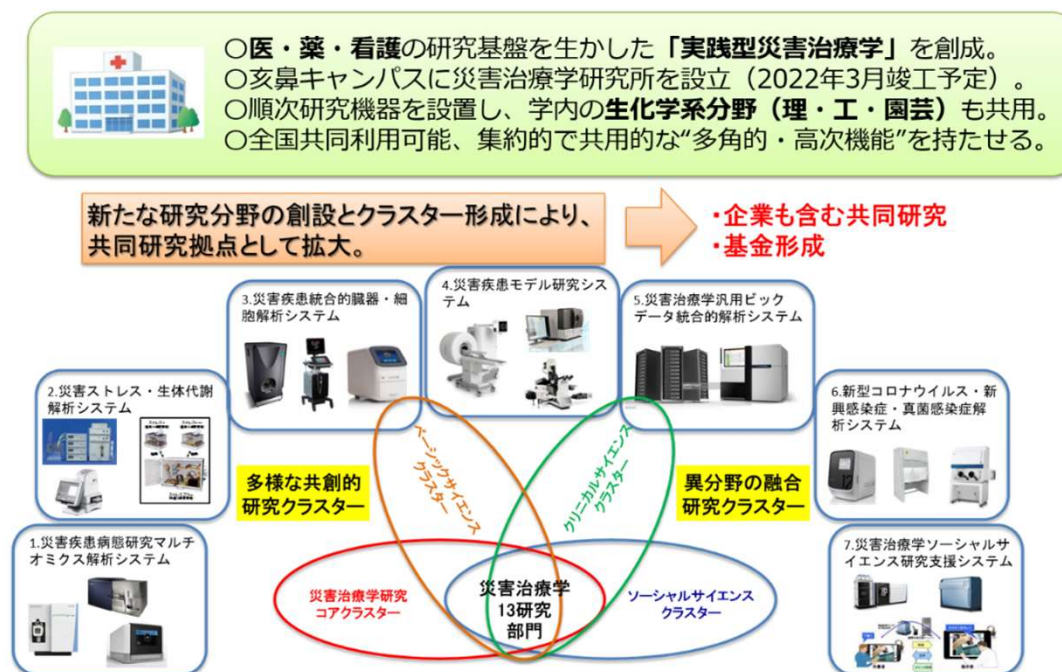 ○医・薬・看護の研究基盤を生かした「実践型災害治療学」を創成。
○亥鼻キャンパスに災害治療学研究所を設立（2022年3月竣工予定）。
○順次研究機器を設置し、学内の生化学系分野（理・工・園芸）も共用。
○全国共同利用可能、集約的で共用的な“多角的・高次機能”を持たせる。
新たな研究分野の創設とクラスター形成により、
共同研究拠点として拡大。
・企業も含む共同研究
・基金形成
1.災害疾患病態研究マルチ
オミクス解析システム
2.災害ストレス・生体代謝
解析システム
3.災害疾患統合的臓器・細
胞解析システム
4.災害疾患モデル研究シス
テム
5.災害治療学汎用ビック
データ統合的解析システム
6.新型コロナウイルス・新
興感染症・真菌感染症解
析システム
7.災害治療学ソーシャルサ
イエンス研究支援システム
多様な共創的
研究クラスター
ベーシックサイエンス
クラスター
クリニカルサイエンス
クラスター
異分野の融合
研究クラスター
災害治療学研究
コアクラスター
災害治療学
13研究
部門
ソーシャルサイエンス
クラスター